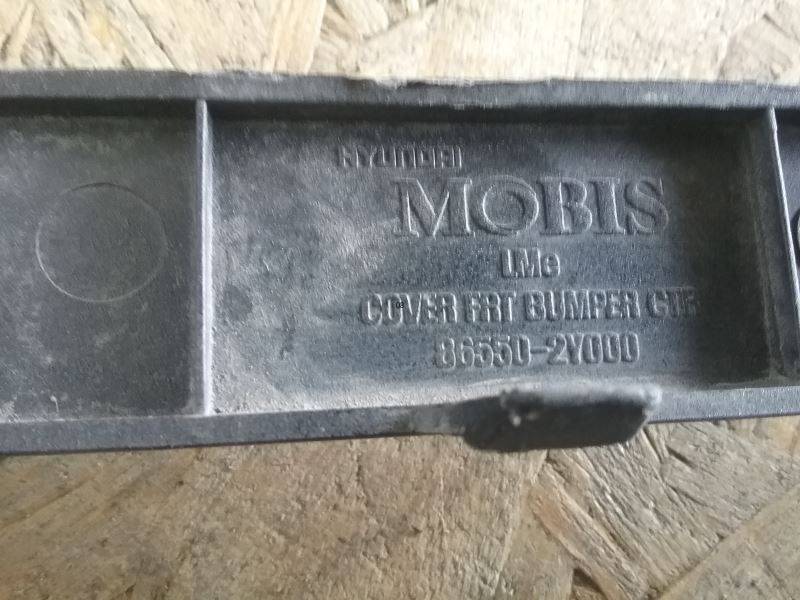 HYUNDAI
MOBIS
LMe
COVER FRT BUMPER CTR
86550-2Y000